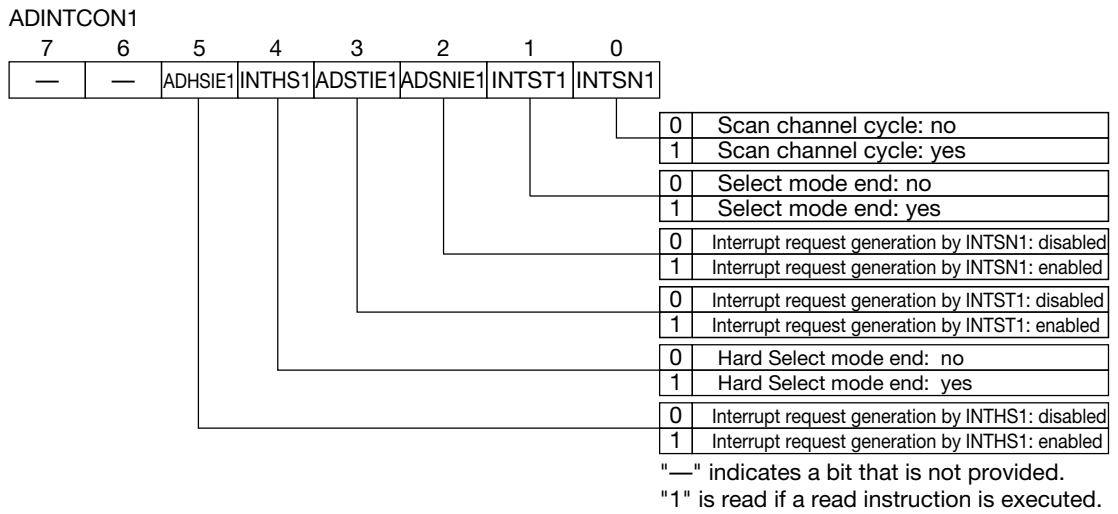 ADINTCON1
7 6 5 4 3 2 1 0
— — ADHSIE1 INTHS1 ADSTIE1 ADSNIE1 INTST1 INTSN1
0 Scan channel cycle: no
1 Scan channel cycle: yes
0 Select mode end: no
1 Select mode end: yes
0 Interrupt request generation by INTSN1: disabled
1 Interrupt request generation by INTSN1: enabled
0 Interrupt request generation by INTST1: disabled
1 Interrupt request generation by INTST1: enabled
0 Hard Select mode end: no
1 Hard Select mode end: yes
0 Interrupt request generation by INTHS1: disabled
1 Interrupt request generation by INTHS1: enabled
"—" indicates a bit that is not provided.
"1" is read if a read instruction is executed.